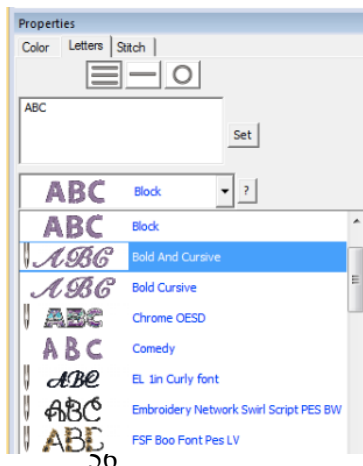 Properties
Color Letters Stitch
ABC
Set
ABC Block ?
ABC Block
ABC Bold And Cursive
ABC Bold Cursive
ABC Chrome OESD
ABC Comedy
ABC EL 1in Curly font
ABC Embroidery Network Swirl Script PES BW
ABC FSF Boo Font Pes LV
56